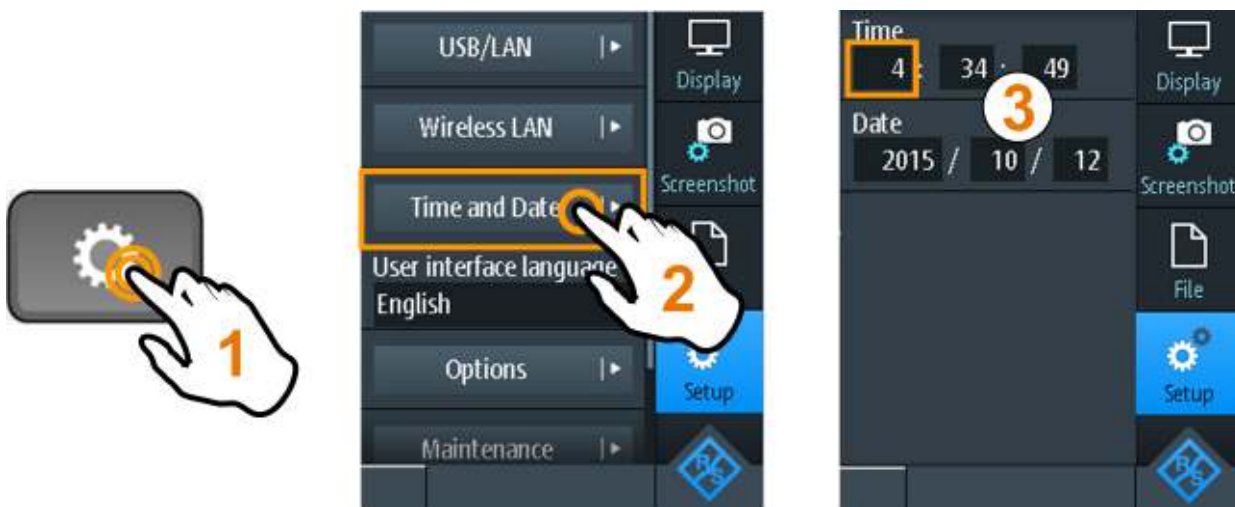 1
USB/LAN
Wireless LAN
Time and Date
User interface language
English
Options
Maintenance
Display
Screenshot
Setup
R/S
2
Time
4 : 34 : 49
Date
2015 / 10 / 12
3
Display
Screenshot
File
Setup
R/S